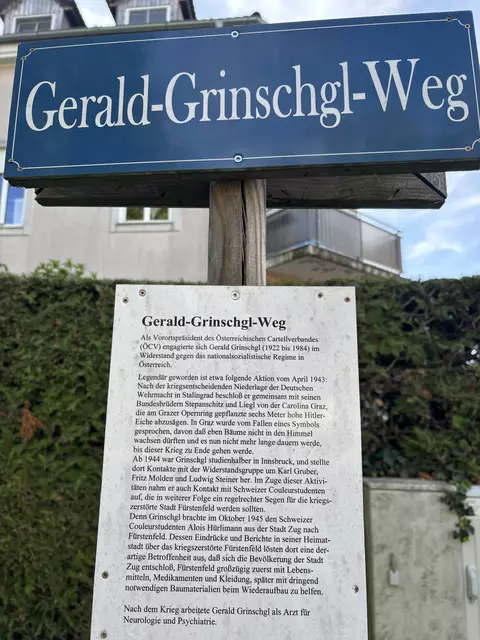 Gerald-Grinschgl-Weg
Gerald-Grinschgl-Weg
Als Vorortspräsident des Österreichischen Cartellverbandes
(ÖCV) engagierte sich Gerald Grinschgl (1922 bis 1984) im
Widerstand gegen das nationalsozialistische Regime in
Österreich.
Legendär geworden ist etwa folgende Aktion vom April 1943:
Nach der kriegsentscheidenden Niederlage der Deutschen
Wehrmacht in Stalingrad beschloß er gemeinsam mit seinen
Bundesbrüdern Stepanschitz und Liegl von der Carolina Graz,
die am Grazer Opernring gepflanzte sechs Meter hohe Hitler-
Eiche abzusägen. In Graz wurde vom Fallen eines Symbols
gesprochen, davon daß eben Bäume nicht in den Himmel
wachsen dürften und es nun nicht mehr lange dauern werde,
bis dieser Krieg zu Ende gehen werde.
Ab 1944 war Grinschgl studienhalber in Innsbruck, und stellte
dort Kontakte mit der Widerstandsgruppe um Karl Gruber,
Fritz Molden und Ludwig Steiner her. Im Zuge dieser Aktivi-
täten nahm er auch Kontakt mit Schweizer Couleurstudenten
auf, die in weiterer Folge ein regelrechter Segen für die kriegs-
zerstörte Stadt Fürstenfeld werden sollten.
Denn Grinschgl brachte im Oktober 1945 den Schweizer
Couleurstudenten Alois Hürlimann aus der Stadt Zug nach
Fürstenfeld. Dessen Eindrücke und Berichte in seiner Heimat-
stadt über das kriegszerstörte Fürstenfeld lösten dort eine der-
artige Betroffenheit aus, daß sich die Bevölkerung der Stadt
Zug entschloß, Fürstenfeld großzügig zuerst mit Lebens-
mitteln, Medikamenten und Kleidung, später mit dringend
notwendigen Baumaterialien beim Wiederaufbau zu helfen.
Nach dem Krieg arbeitete Gerald Grinschgl als Arzt für
Neurologie und Psychiatrie.